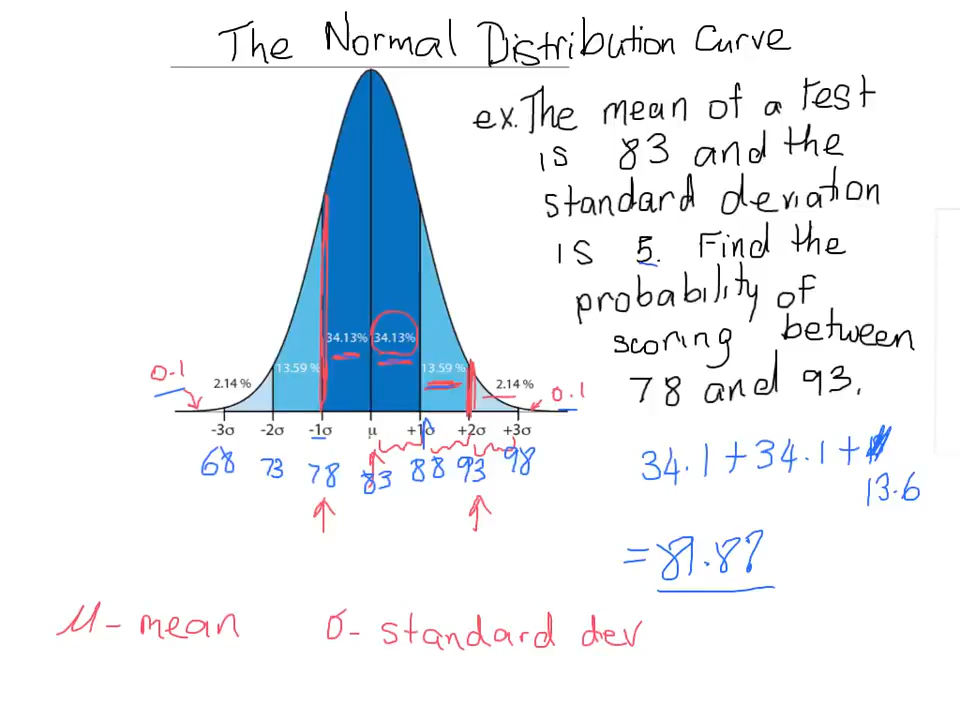 The Normal Distribution Curve
ex. The mean of a test
is 83 and the
standard deviation
is 5. Find the
probability of
scoring between
78 and 93.
34.13% 34.13%
0.1 2.14 % 13.59 % 13.59 % 2.14 % 0.1
-3σ -2σ -1σ μ +1σ +2σ +3σ
68 73 78 83 88 93 98
34.1 + 34.1 +
13.6
=
μ - mean σ - standard dev